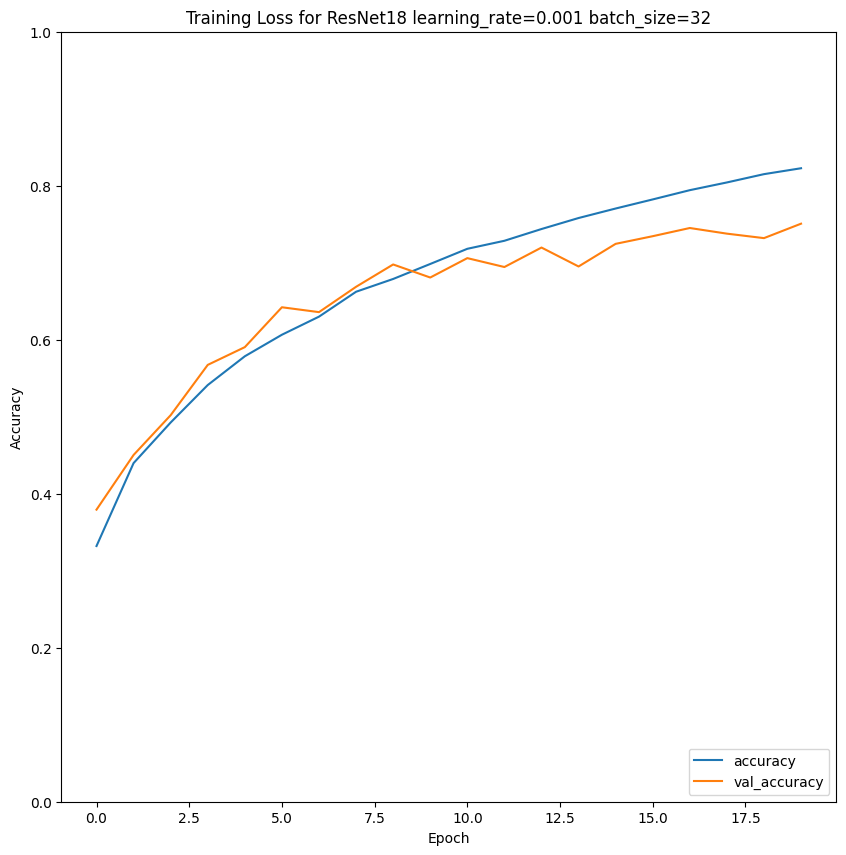 Training Loss for ResNet18 learning_rate=0.001 batch_size=32
1.0
0.8
0.6
0.4
0.2
0.0
Accuracy
accuracy
val_accuracy
0.0 2.5 5.0 7.5 10.0 12.5 15.0 17.5
Epoch